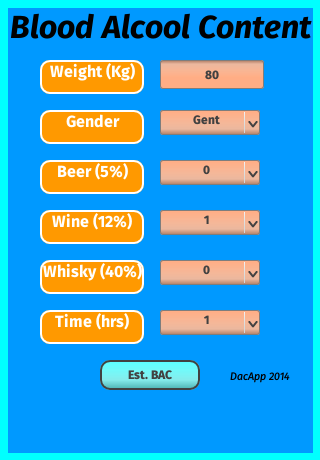 Blood Alcool Content
Weight (Kg) 80
Gender Gent
Beer (5%) 0
Wine (12%) 1
Whisky (40%) 0
Time (hrs) 1
Est. BAC DacApp 2014